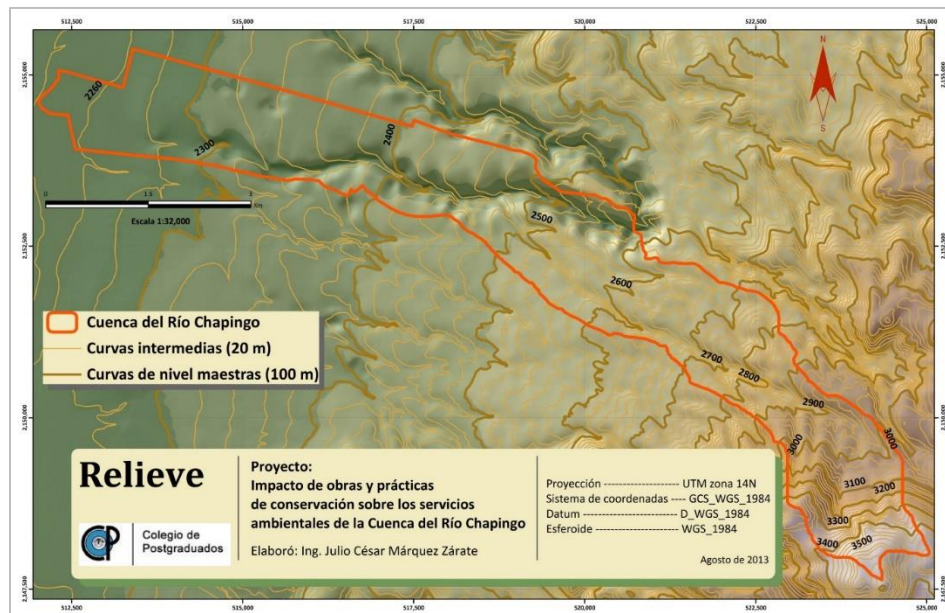 512,500
515,000
517,500
520,000
522,500
525,000
2,155,000
2,155,000
N
S
2260
2300
2400
2500
2600
2700
2800
2900
3000
3000
3100
3200
3300
3400
3500
0
1.5
3
Km
Escala 1:32,000
2,152,500
2,152,500
Cuenca del Río Chapingo
Curvas intermedias (20 m)
Curvas de nivel maestras (100 m)
2,150,000
2,150,000
Relieve
Colegio de
Postgraduados
Proyecto:
Impacto de obras y prácticas
de conservación sobre los servicios
ambientales de la Cuenca del Río Chapingo
Elaboró: Ing. Julio César Márquez Zárate
Proyección ---------------- UTM zona 14N
Sistema de coordenadas ---- GCS_WGS_1984
Datum --------------------- D_WGS_1984
Esferoide ----------------- WGS_1984
Agosto de 2013
2,147,500
2,147,500
512,500
515,000
517,500
520,000
522,500
525,000